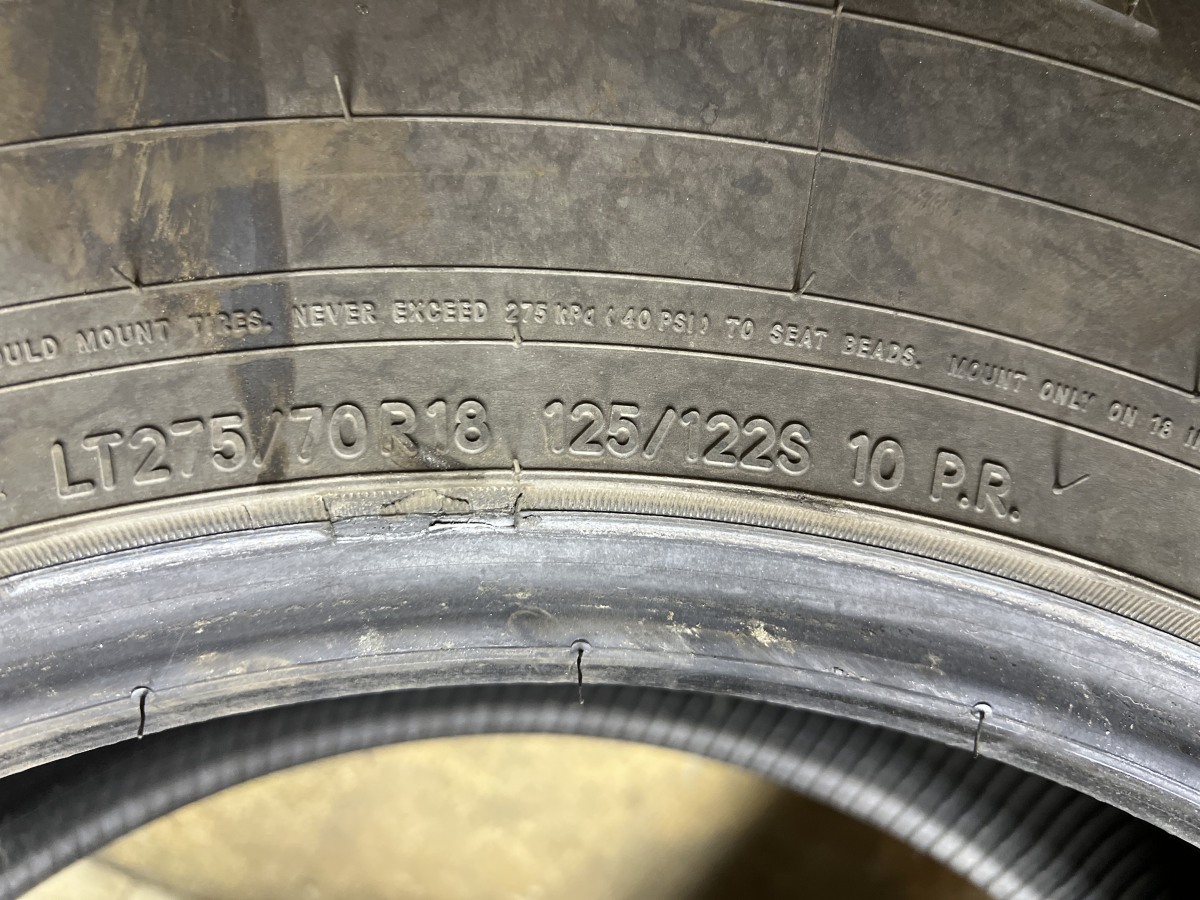 MOUNT TIRES. NEVER EXCEED 275 kPa (40 PSI) TO SEAT BEADS. MOUNT ONLY ON 18
LT275/70R18 125/122S 10 P.R.